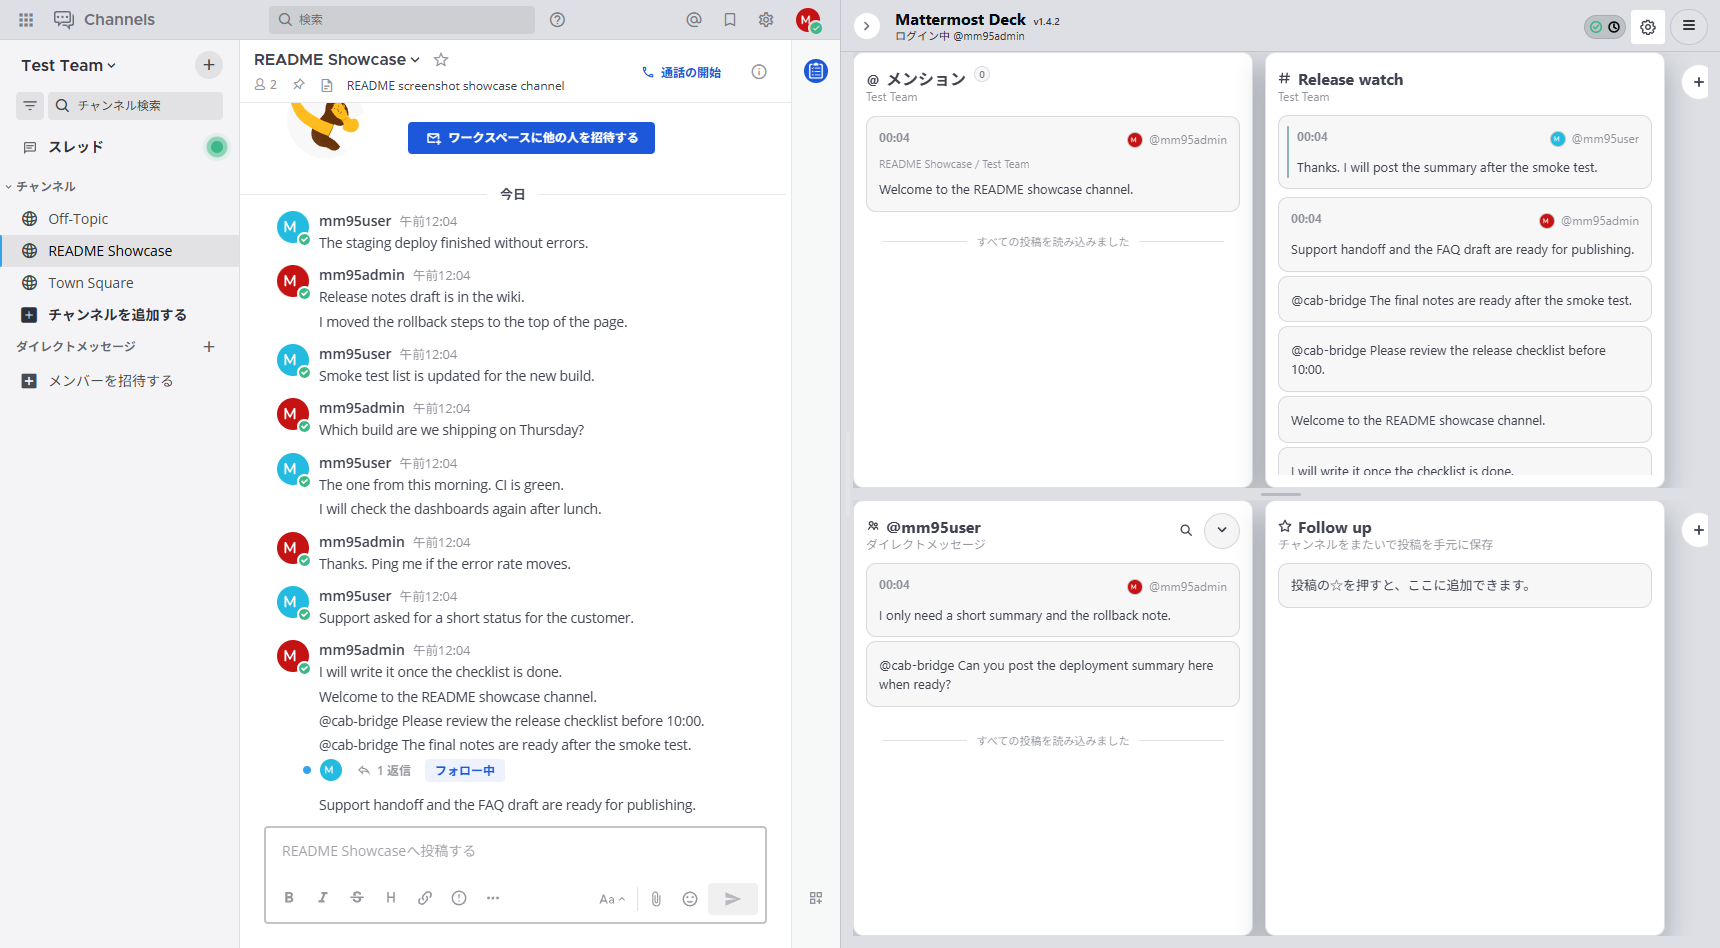 Channels
検索
Test Team
チャンネル検索
スレッド
チャンネル
Off-Topic
README Showcase
Town Square
チャンネルを追加する
ダイレクトメッセージ
メンバーを招待する
README Showcase
2
README screenshot showcase channel
通話の開始
ワークスペースに他の人を招待する
今日
mm95user 午前12:04
The staging deploy finished without errors.
mm95admin 午前12:04
Release notes draft is in the wiki.
I moved the rollback steps to the top of the page.
mm95user 午前12:04
Smoke test list is updated for the new build.
mm95admin 午前12:04
Which build are we shipping on Thursday?
mm95user 午前12:04
The one from this morning. CI is green.
I will check the dashboards again after lunch.
mm95admin 午前12:04
Thanks. Ping me if the error rate moves.
mm95user 午前12:04
Support asked for a short status for the customer.
mm95admin 午前12:04
I will write it once the checklist is done.
Welcome to the README showcase channel.
@cab-bridge Please review the release checklist before 10:00.
@cab-bridge The final notes are ready after the smoke test.
M 1 返信 フォロー中
Support handoff and the FAQ draft are ready for publishing.
README Showcaseへ投稿する
B I S H Aa
Mattermost Deck v1.4.2
ログイン中 @mm95admin
@ メンション 0
Test Team
00:04 M @mm95admin
README Showcase / Test Team
Welcome to the README showcase channel.
すべての投稿を読み込みました
# Release watch
Test Team
00:04 M @mm95user
Thanks. I will post the summary after the smoke test.
00:04 M @mm95admin
Support handoff and the FAQ draft are ready for publishing.
@cab-bridge The final notes are ready after the smoke test.
@cab-bridge Please review the release checklist before
10:00.
Welcome to the README showcase channel.
I will write it once the checklist is done.
@mm95user
ダイレクトメッセージ
00:04 M @mm95admin
I only need a short summary and the rollback note.
@cab-bridge Can you post the deployment summary here
when ready?
すべての投稿を読み込みました
Follow up
チャンネルをまたいで投稿を手元に保存
投稿の☆を押すと、ここに追加できます。